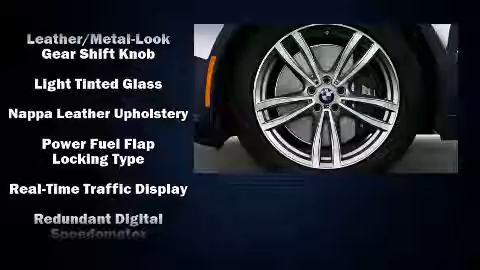 Leather/Metal-Look
Gear Shift Knob
Light Tinted Glass
Nappa Leather Upholstery
Power Fuel Flap
Locking Type
Real-Time Traffic Display
Redundant Digital
Speedometer